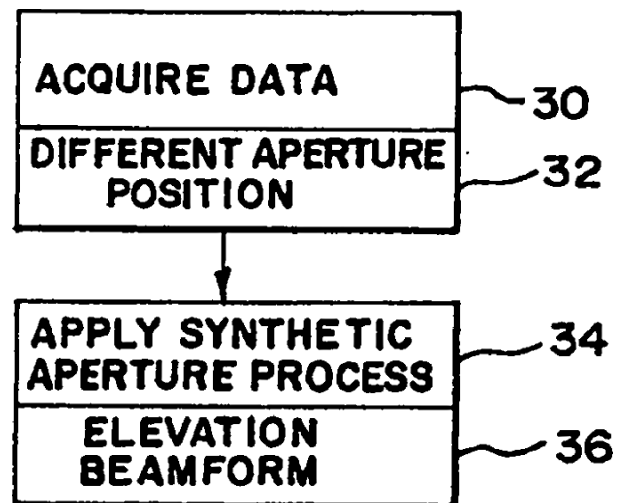 ACQUIRE DATA
30
DIFFERENT APERTURE
POSITION
32
APPLY SYNTHETIC
APERTURE PROCESS
34
ELEVATION
BEAMFORM
36